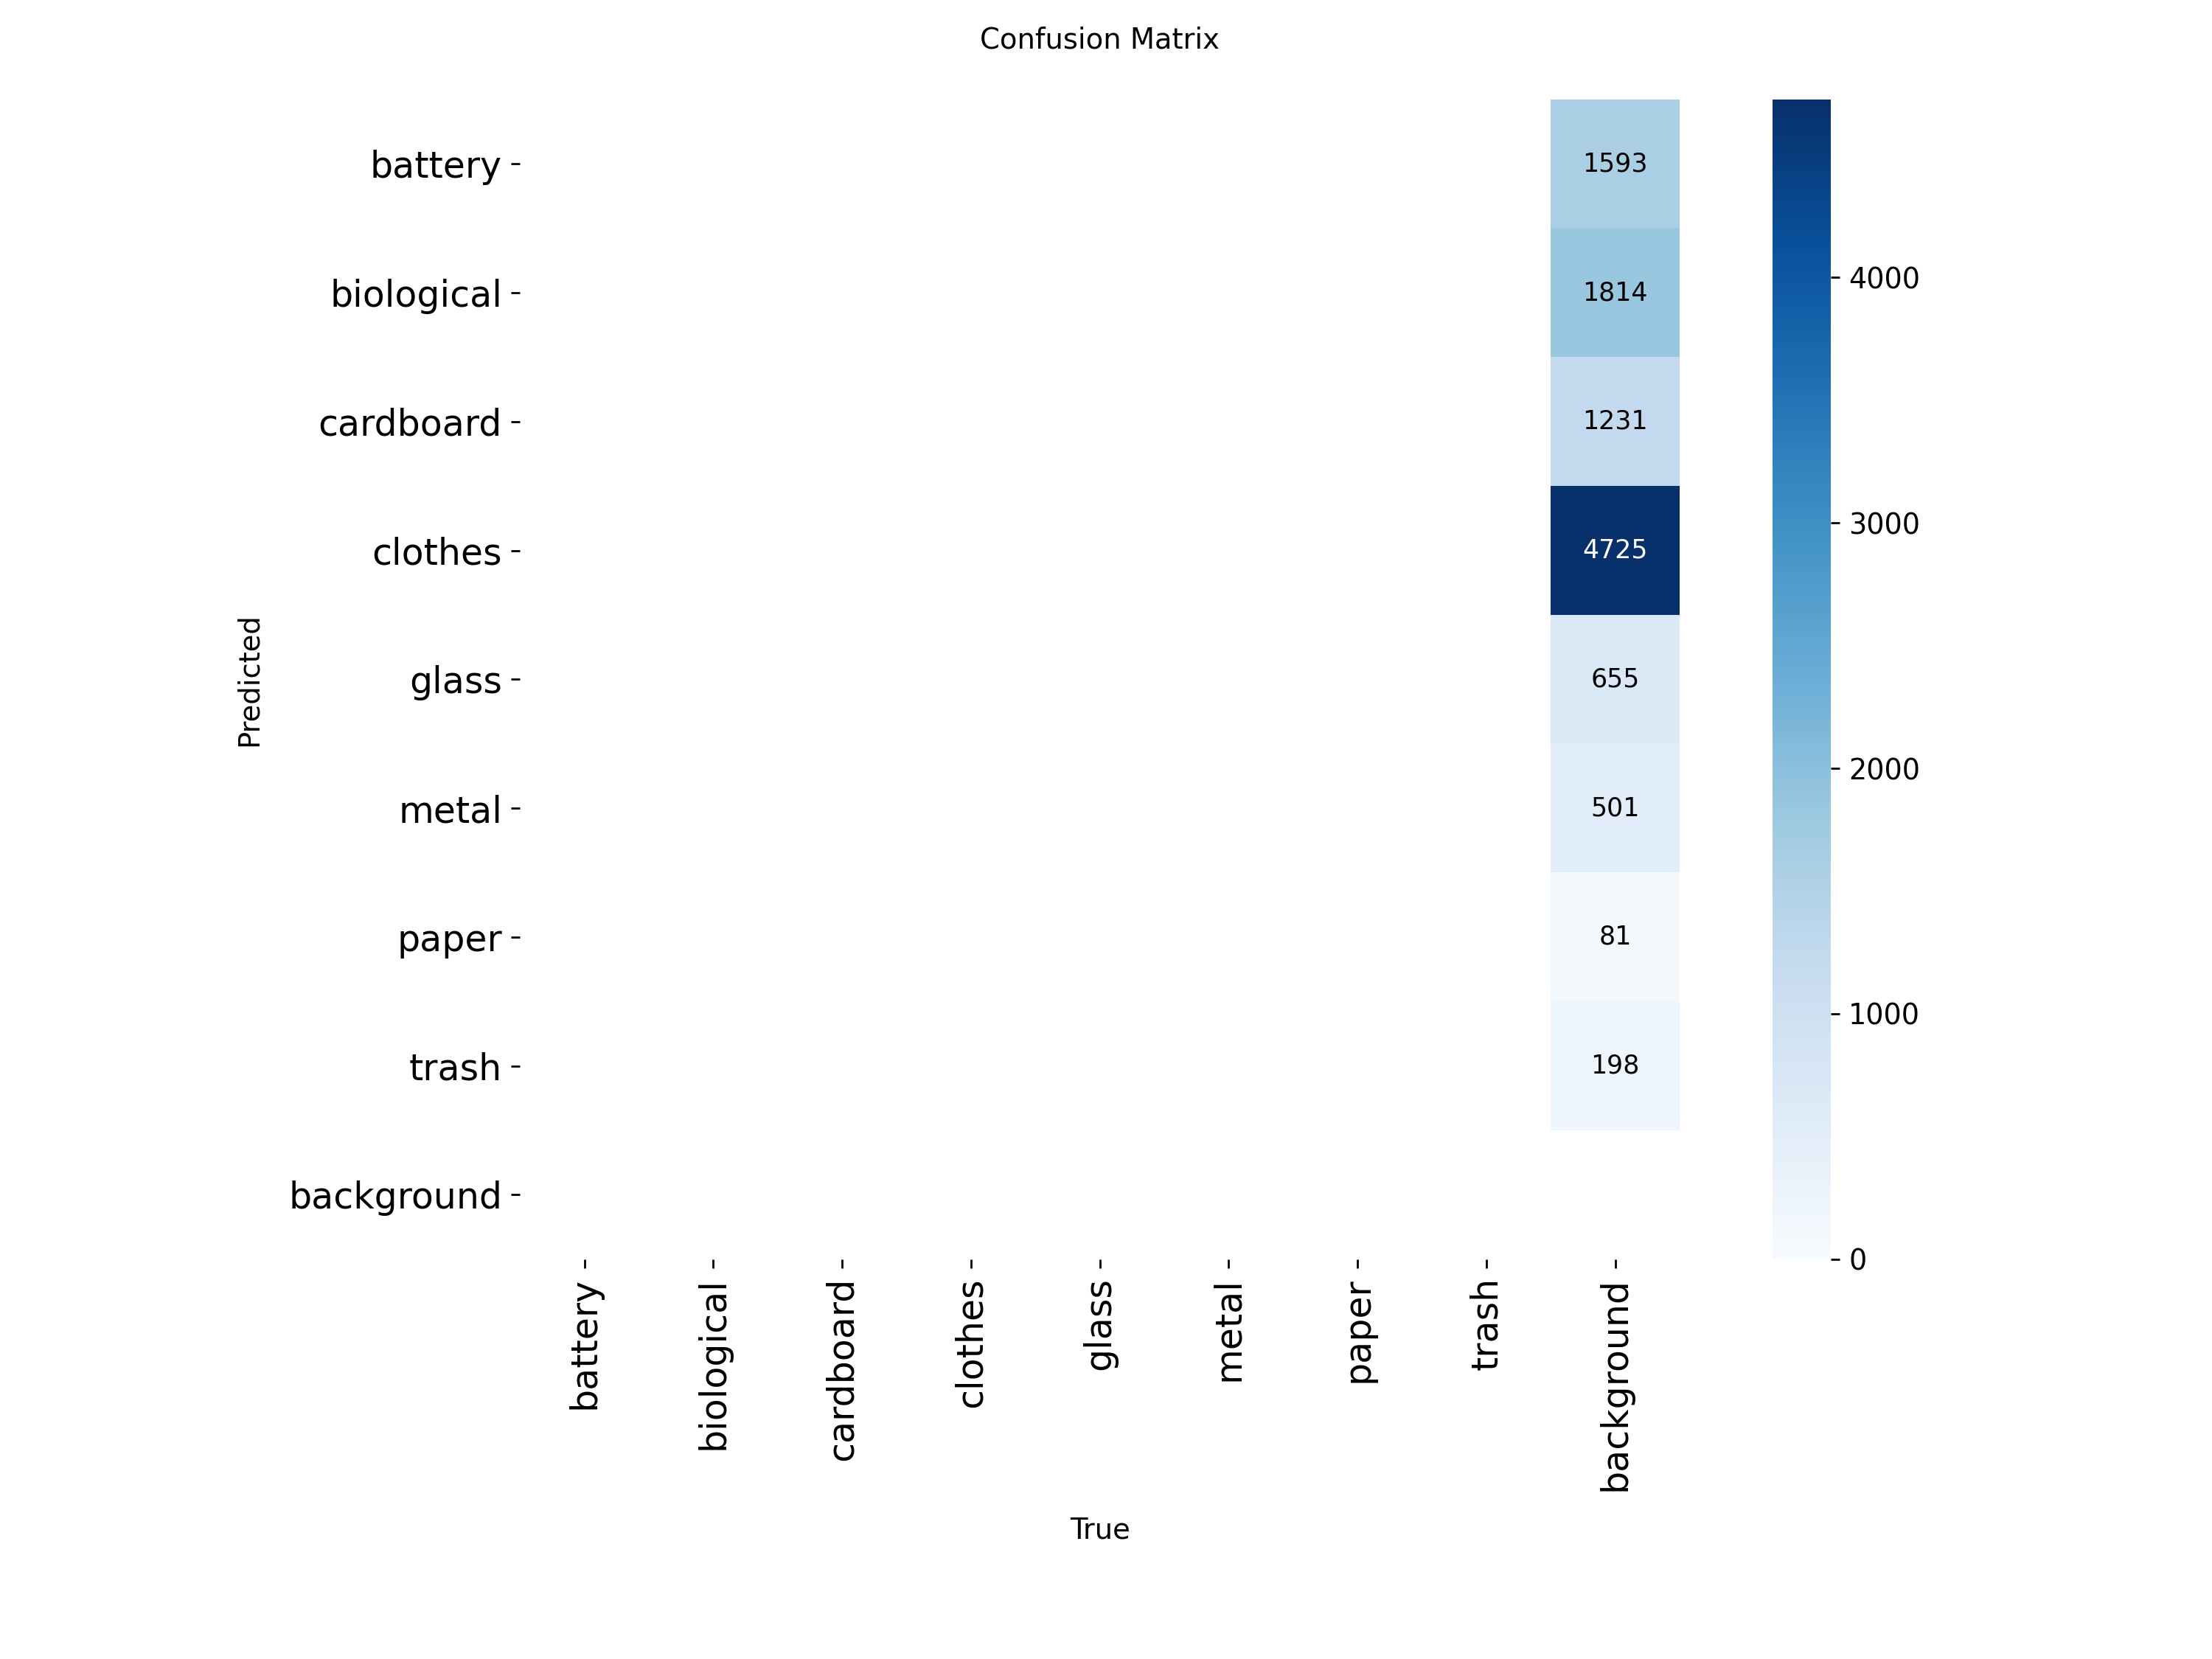 Confusion Matrix
battery
1593
biological
1814
cardboard
1231
clothes
4725
glass
655
metal
501
paper
81
trash
198
background
Predicted
4000
3000
2000
1000
0
battery
biological
cardboard
clothes
glass
metal
paper
trash
background
True